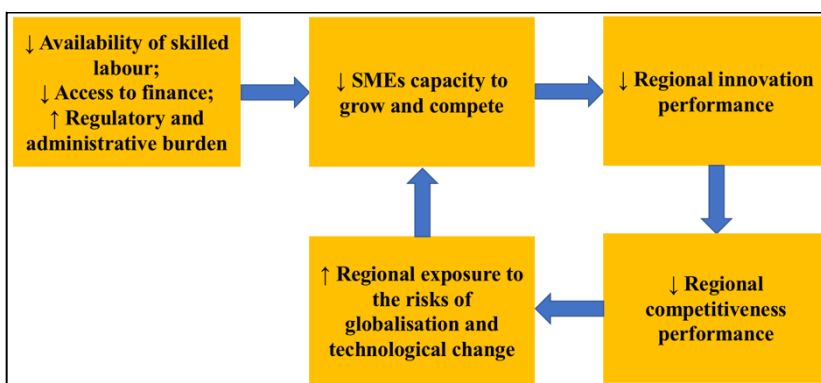 ↓ Availability of skilled
labour;
↓ Access to finance;
↑ Regulatory and
administrative burden
↓ SMEs capacity to
grow and compete
↓ Regional innovation
performance
↑ Regional exposure to
the risks of
globalisation and
technological change
↓ Regional
competitiveness
performance